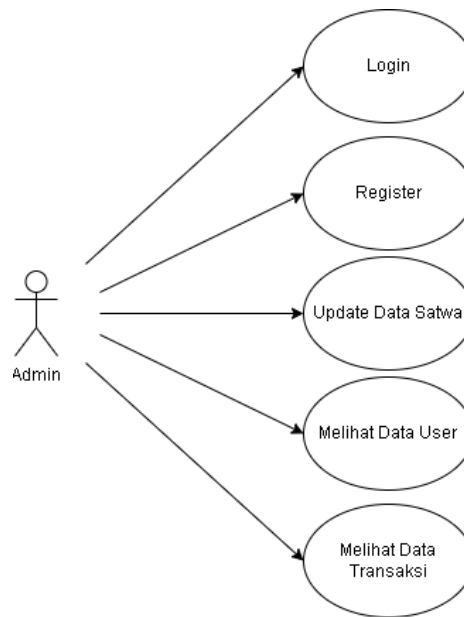 Login
Register
Update Data Satwa
Admin
Melihat Data User
Melihat Data
Transaksi